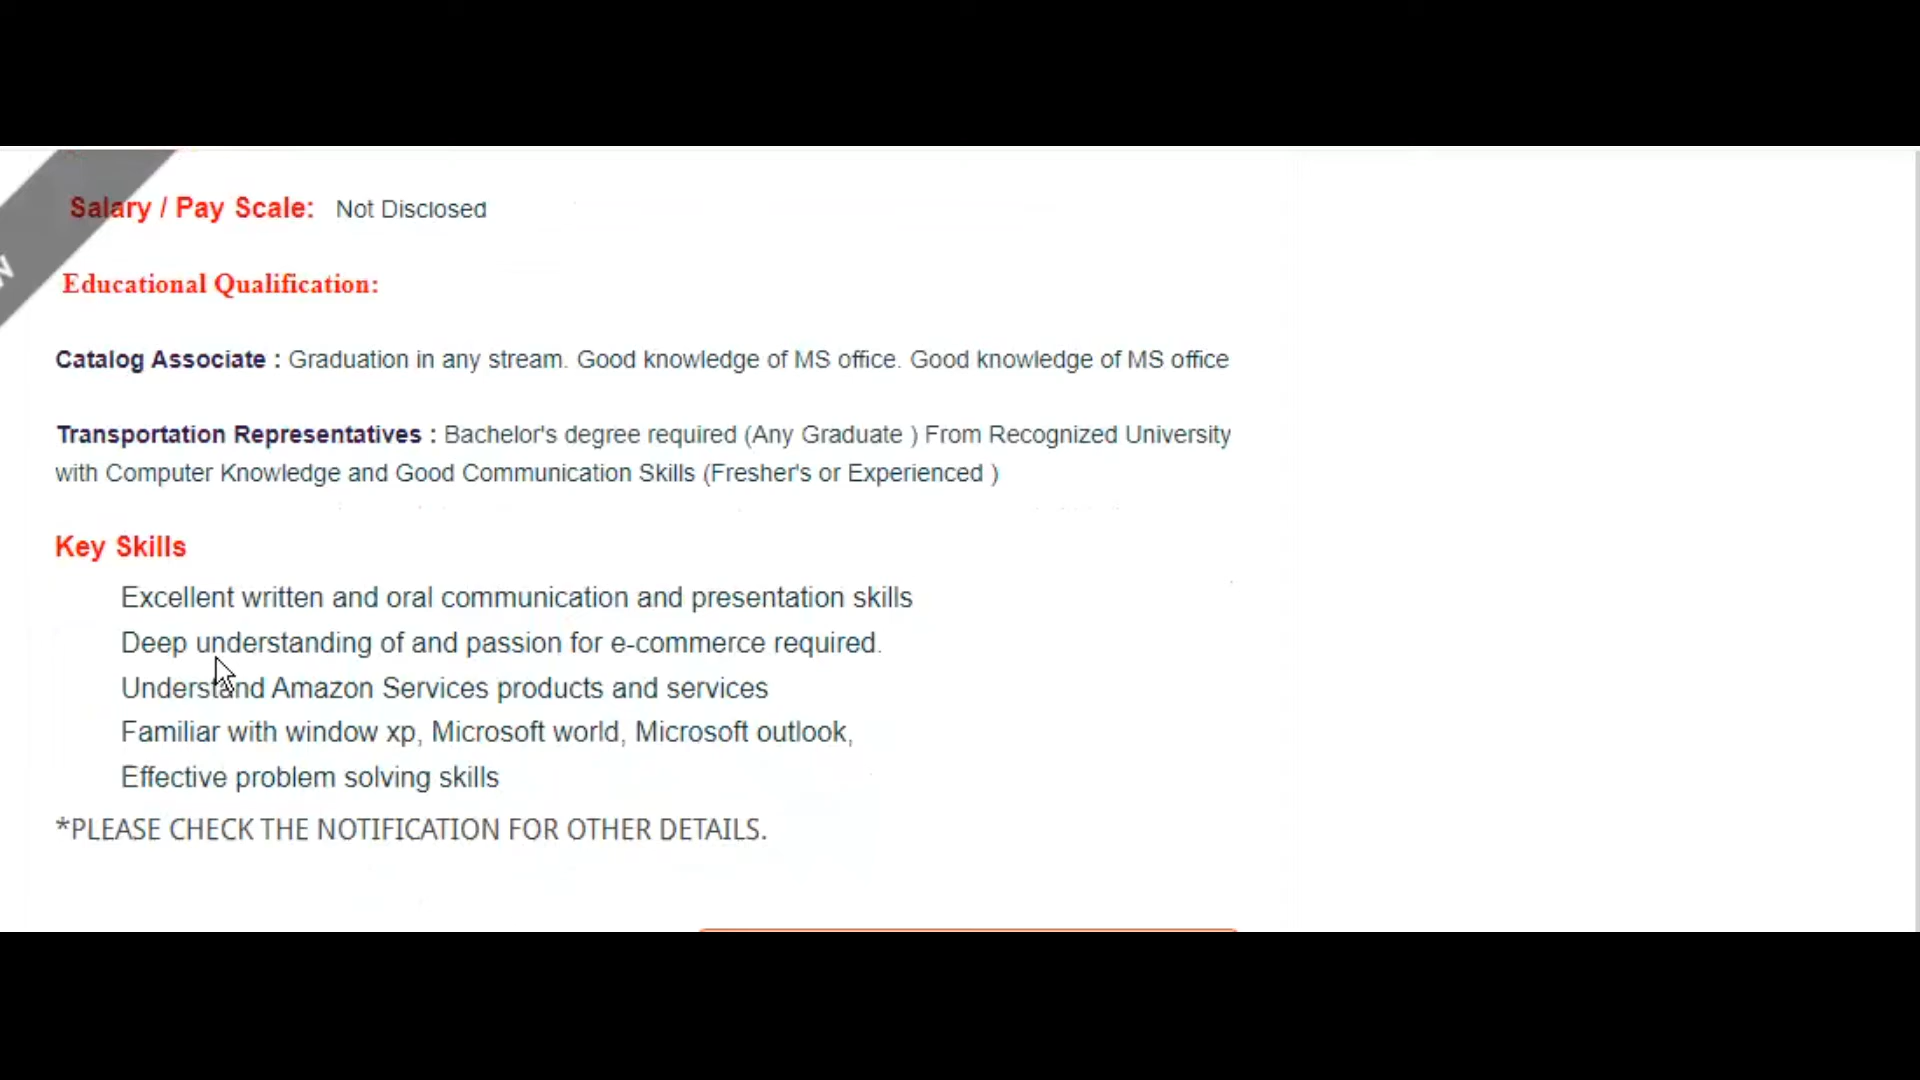 Salary / Pay Scale: Not Disclosed
Educational Qualification:
Catalog Associate : Graduation in any stream. Good knowledge of MS office. Good knowledge of MS office
Transportation Representatives : Bachelor's degree required (Any Graduate ) From Recognized University
with Computer Knowledge and Good Communication Skills (Fresher's or Experienced )
Key Skills
Excellent written and oral communication and presentation skills
Deep understanding of and passion for e-commerce required.
Understand Amazon Services products and services
Familiar with window xp, Microsoft world, Microsoft outlook,
Effective problem solving skills
*PLEASE CHECK THE NOTIFICATION FOR OTHER DETAILS.